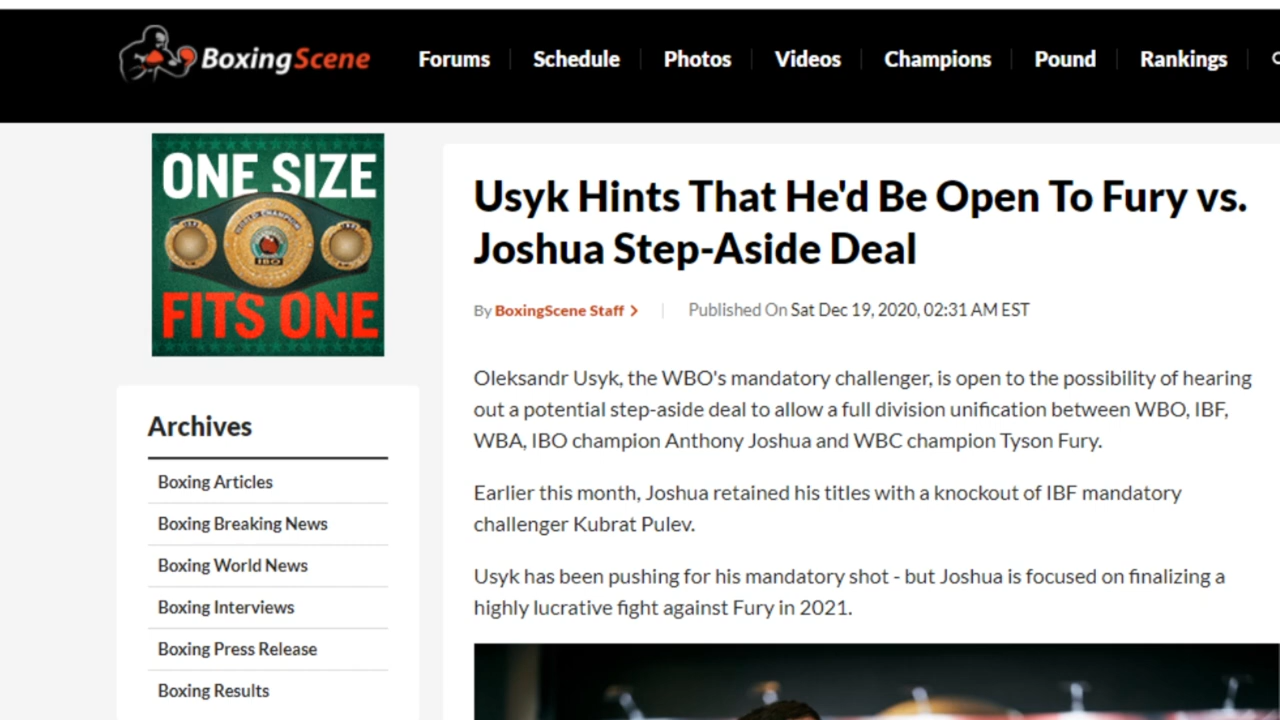 BoxingScene
Forums
Schedule
Photos
Videos
Champions
Pound
Rankings
ONE SIZE
WORLD CHAMPION
IBO
FITS ONE
Archives
Boxing Articles
Boxing Breaking News
Boxing World News
Boxing Interviews
Boxing Press Release
Boxing Results
Usyk Hints That He'd Be Open To Fury vs.
Joshua Step-Aside Deal
By BoxingScene Staff
Published On Sat Dec 19, 2020, 02:31 AM EST
Oleksandr Usyk, the WBO's mandatory challenger, is open to the possibility of hearing
out a potential step-aside deal to allow a full division unification between WBO, IBF,
WBA, IBO champion Anthony Joshua and WBC champion Tyson Fury.
Earlier this month, Joshua retained his titles with a knockout of IBF mandatory
challenger Kubrat Pulev.
Usyk has been pushing for his mandatory shot - but Joshua is focused on finalizing a
highly lucrative fight against Fury in 2021.